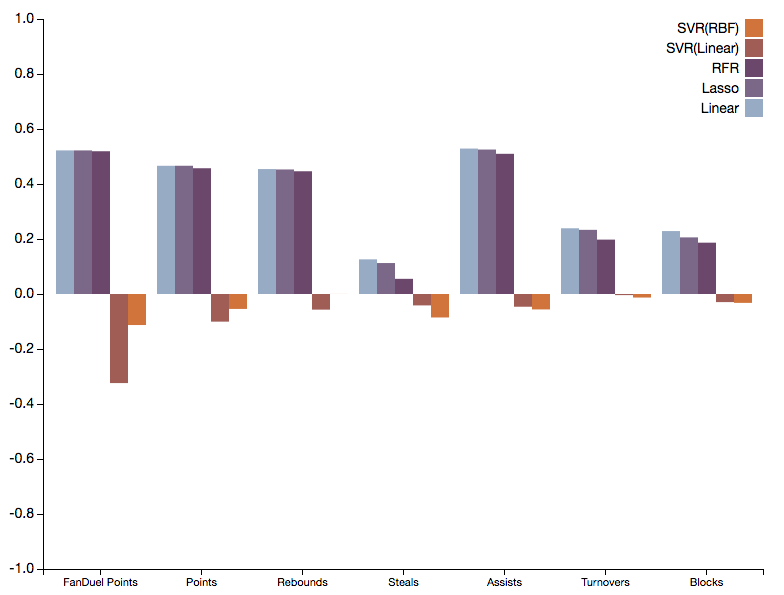 1.0
0.8
0.6
0.4
0.2
0.0
-0.2
-0.4
-0.6
-0.8
-1.0
SVR(RBF)
SVR(Linear)
RFR
Lasso
Linear
FanDuel Points Points Rebounds Steals Assists Turnovers Blocks